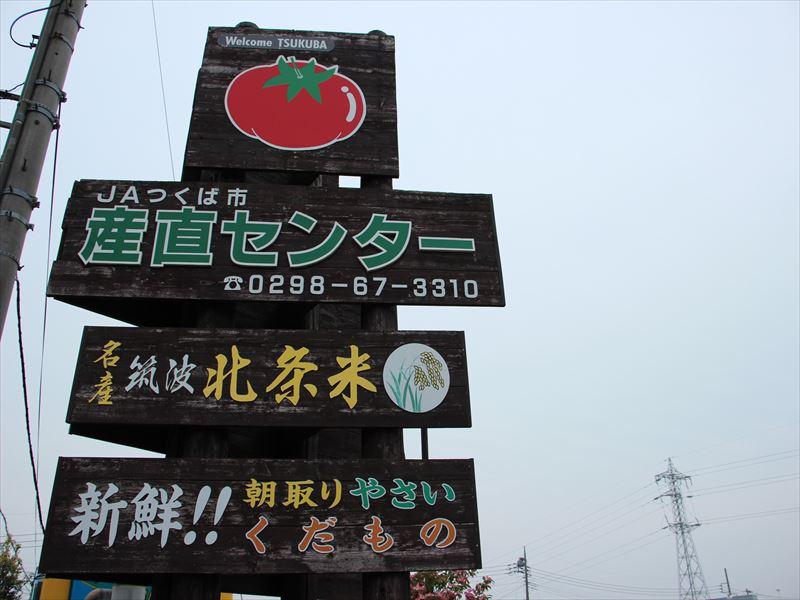 Welcome TSUKUBA
JAつくば市
産直センター
☎0298-67-3310
名産 筑波 北条米
新鮮!! 朝取りやさい
くだもの